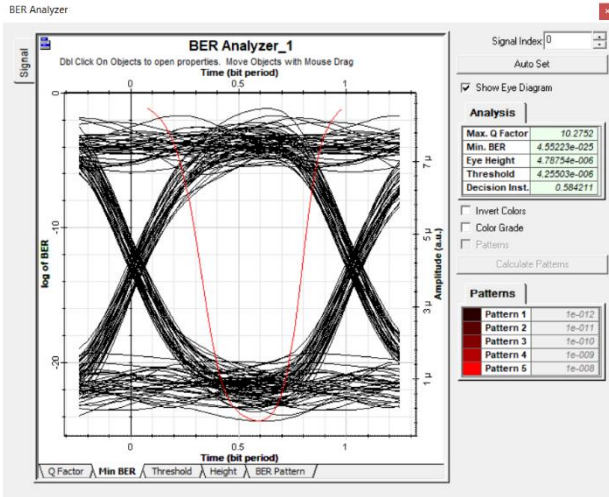 BER Analyzer
×
Signal
BER Analyzer_1
Dbl Click On Objects to open properties. Move Objects with Mouse Drag
Time (bit period)
0 0.5 1
0
-10
-20
log of BER
7 µ
5 µ
3 µ
1 µ
Amplitude (a.u.)
0 0.5 1
Time (bit period)
Q Factor Min BER Threshold Height BER Pattern
Signal Index: 0
Auto Set
Show Eye Diagram
Analysis
Max. Q Factor 10.2752
Min. BER 4.55223e-025
Eye Height 4.78754e-006
Threshold 4.25503e-006
Decision Inst. 0.584211
Invert Colors
Color Grade
Patterns
Calculate Patterns
Patterns
Pattern 1 1e-012
Pattern 2 1e-011
Pattern 3 1e-010
Pattern 4 1e-009
Pattern 5 1e-008